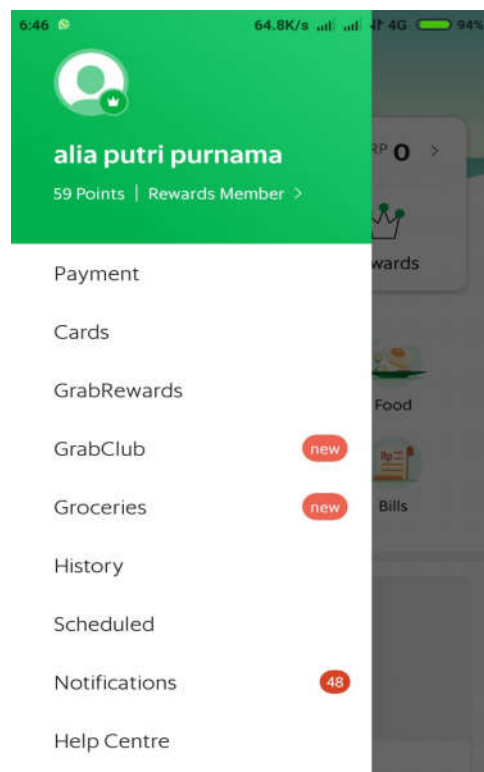 6:46 64.8K/s 4G 94%
alia putri purnama
RP 0 >
59 Points | Rewards Member >
Payment
wards
Cards
GrabRewards
Food
GrabClub new
Groceries new
Bills
History
Scheduled
Notifications 48
Help Centre